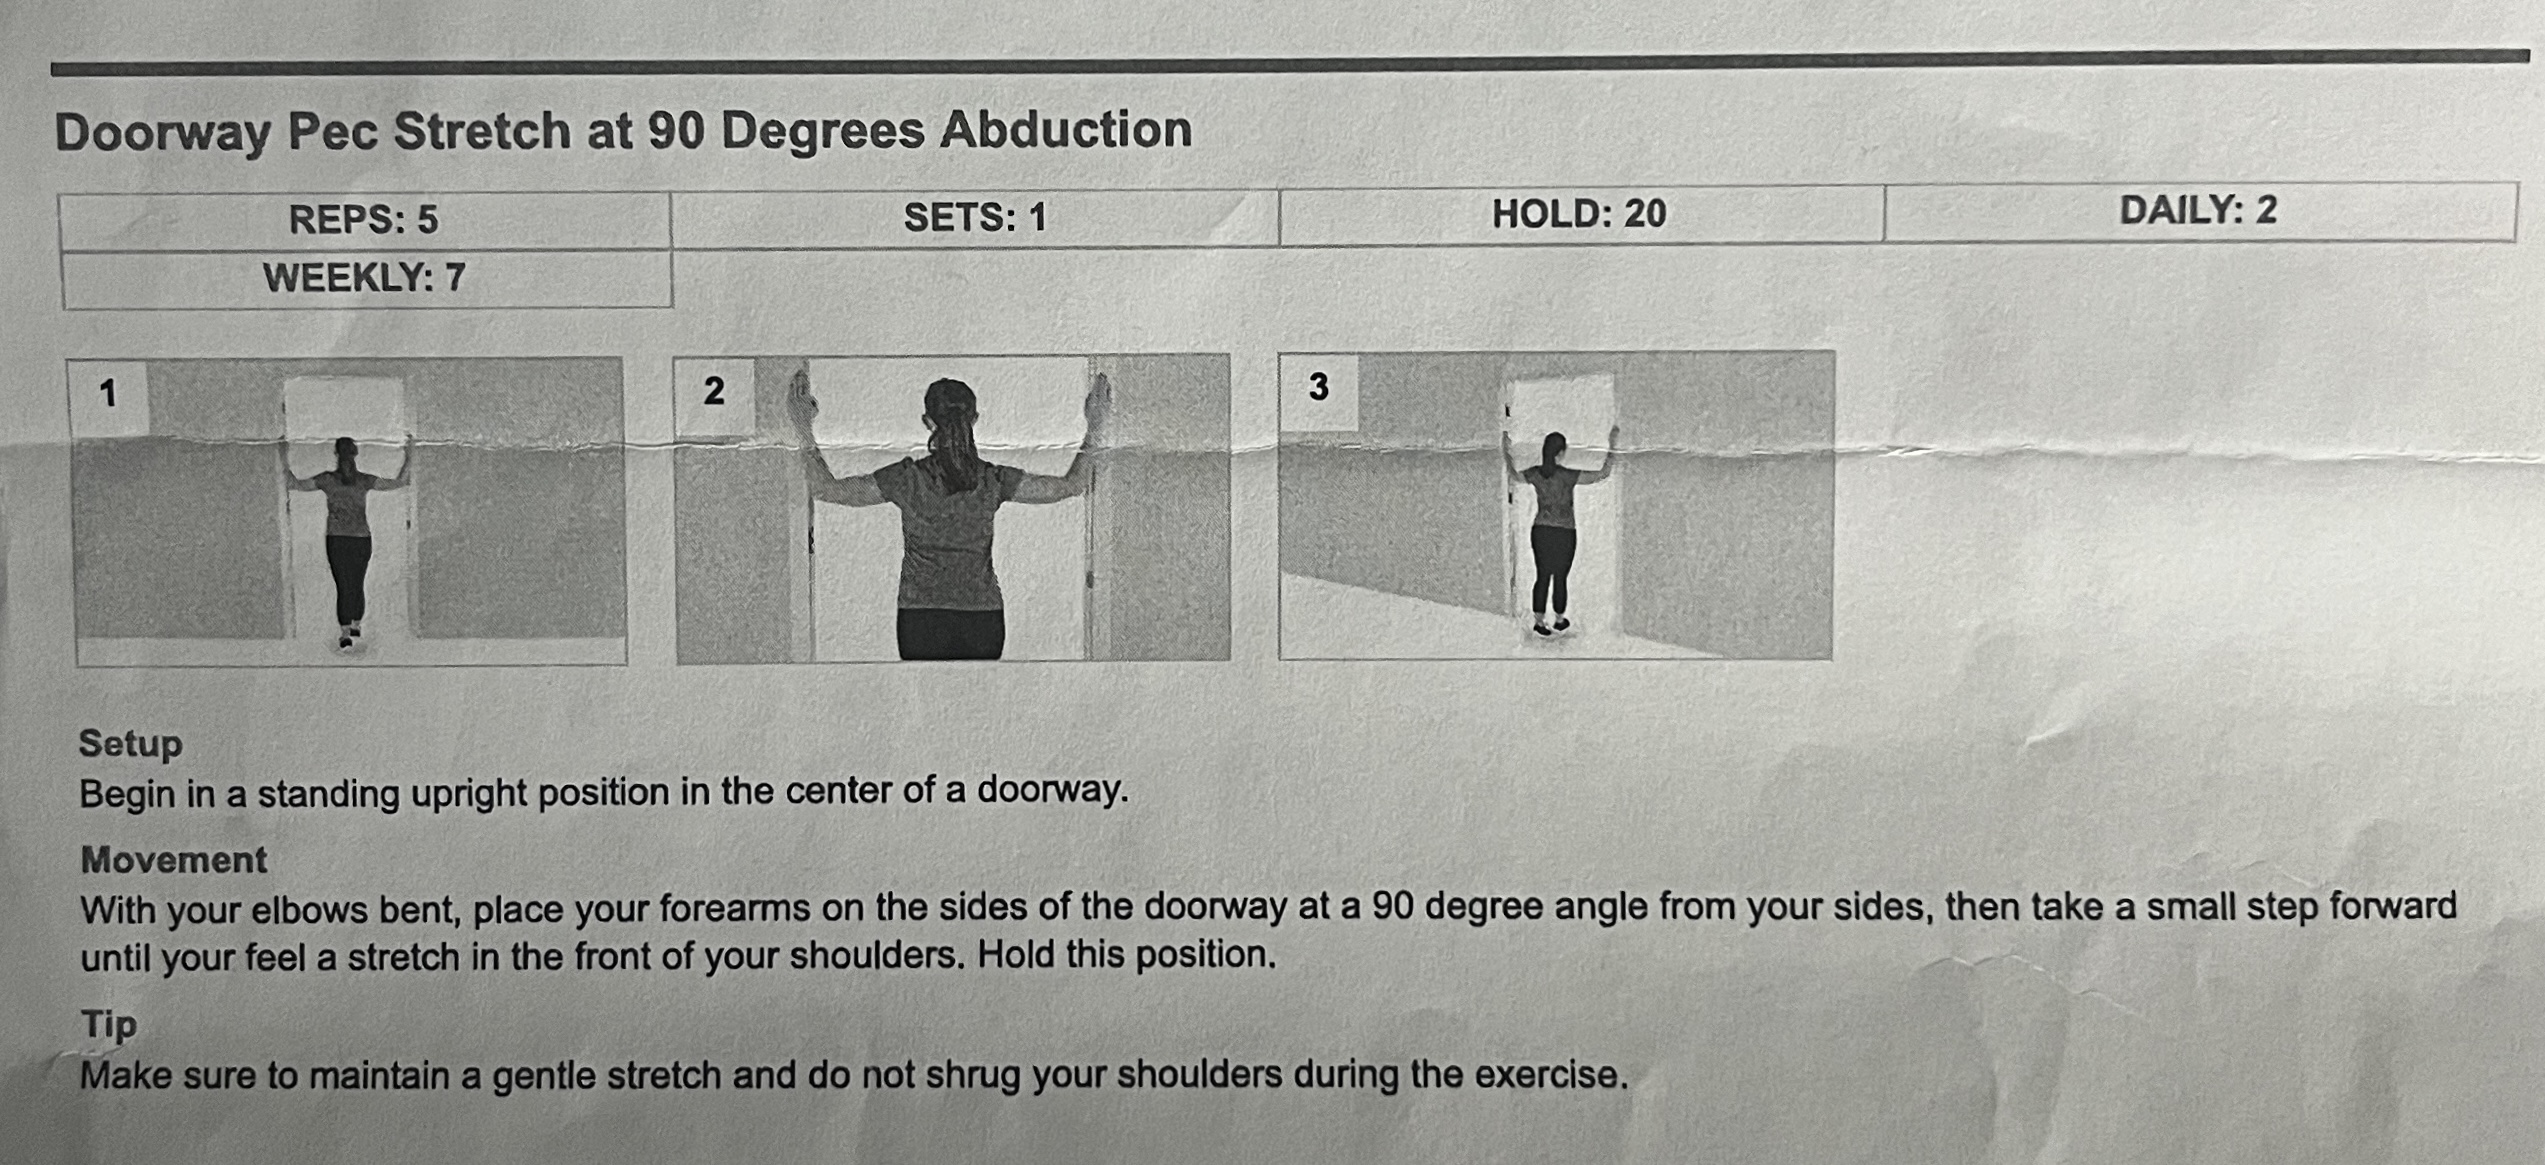 Doorway Pec Stretch at 90 Degrees Abduction
REPS: 5 SETS: 1 HOLD: 20 DAILY: 2
WEEKLY: 7
1 2 3
Setup
Begin in a standing upright position in the center of a doorway.
Movement
With your elbows bent, place your forearms on the sides of the doorway at a 90 degree angle from your sides, then take a small step forward
until your feel a stretch in the front of your shoulders. Hold this position.
Tip
Make sure to maintain a gentle stretch and do not shrug your shoulders during the exercise.